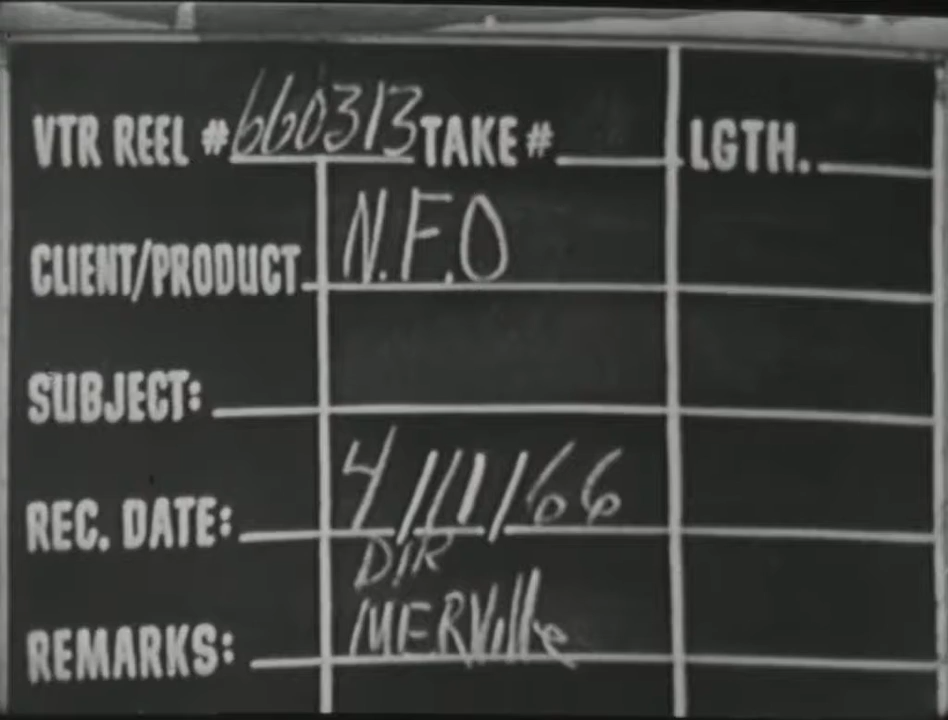 VTR REEL # 660313 TAKE # LGTH.
CLIENT/PRODUCT N.F.O
SUBJECT:
REC. DATE: 4/11/66
DIR
REMARKS: MERVille